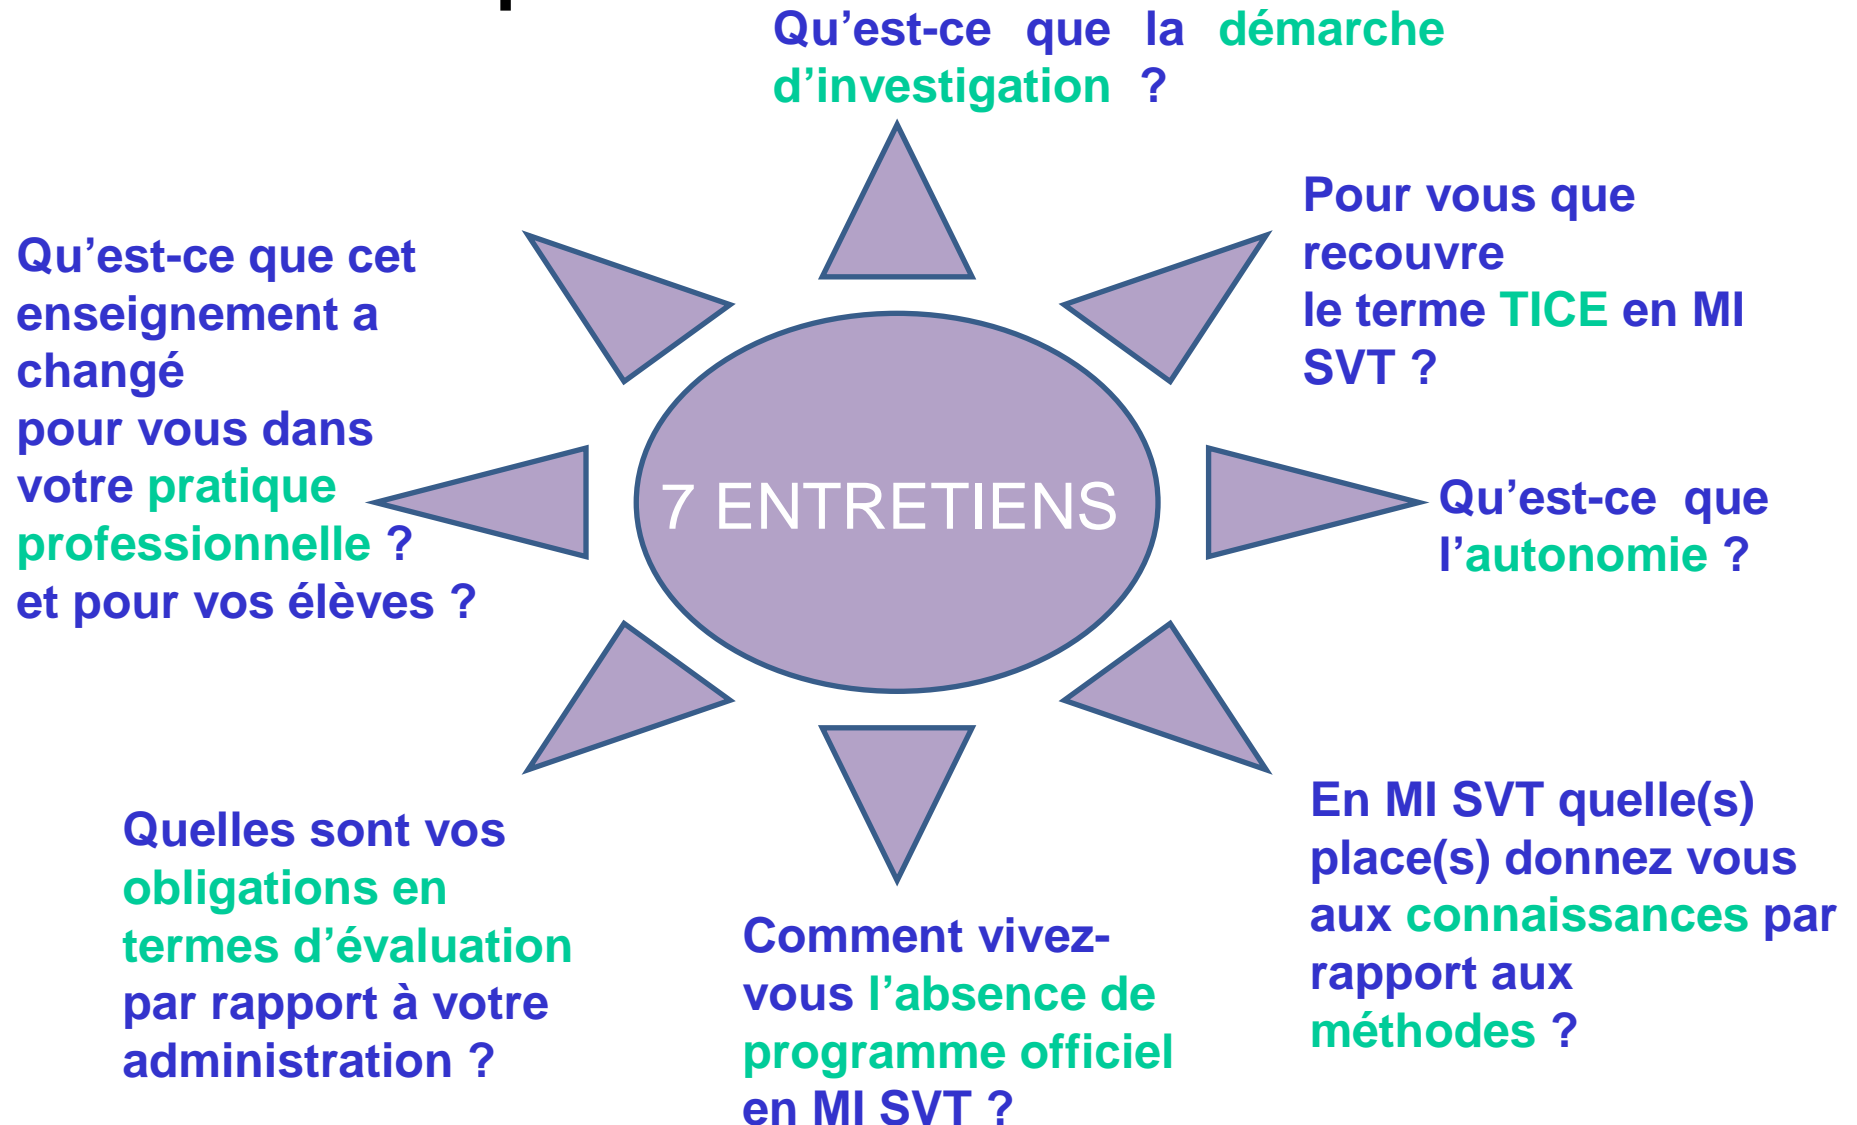 Qu’est-ce que la démarche
d’investigation ?
Pour vous que
recouvre
le terme TICE en MI
SVT ?
Qu’est-ce que
l’autonomie ?
En MI SVT quelle(s)
place(s) donnez vous
aux connaissances par
rapport aux
méthodes ?
Comment vivez-
vous l’absence de
programme officiel
en MI SVT ?
Quelles sont vos
obligations en
termes d’évaluation
par rapport à votre
administration ?
Qu’est-ce que cet
enseignement a
changé
pour vous dans
votre pratique
professionnelle ?
et pour vos élèves ?
7 ENTRETIENS